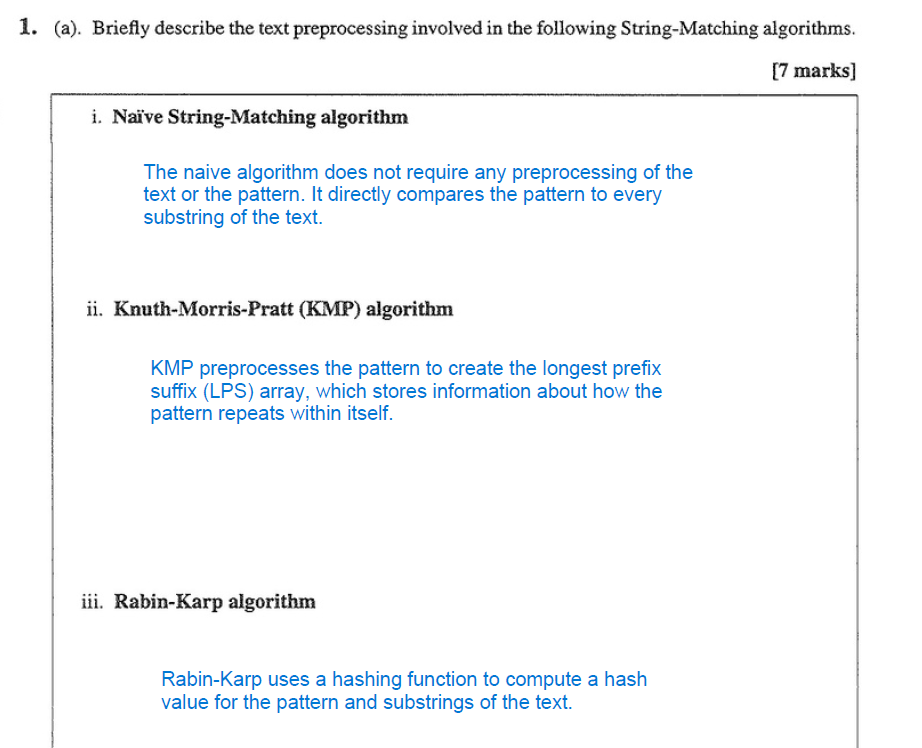 1. (a). Briefly describe the text preprocessing involved in the following String-Matching algorithms.
[7 marks]
i. Naïve String-Matching algorithm
The naive algorithm does not require any preprocessing of the
text or the pattern. It directly compares the pattern to every
substring of the text.
ii. Knuth-Morris-Pratt (KMP) algorithm
KMP preprocesses the pattern to create the longest prefix
suffix (LPS) array, which stores information about how the
pattern repeats within itself.
iii. Rabin-Karp algorithm
Rabin-Karp uses a hashing function to compute a hash
value for the pattern and substrings of the text.